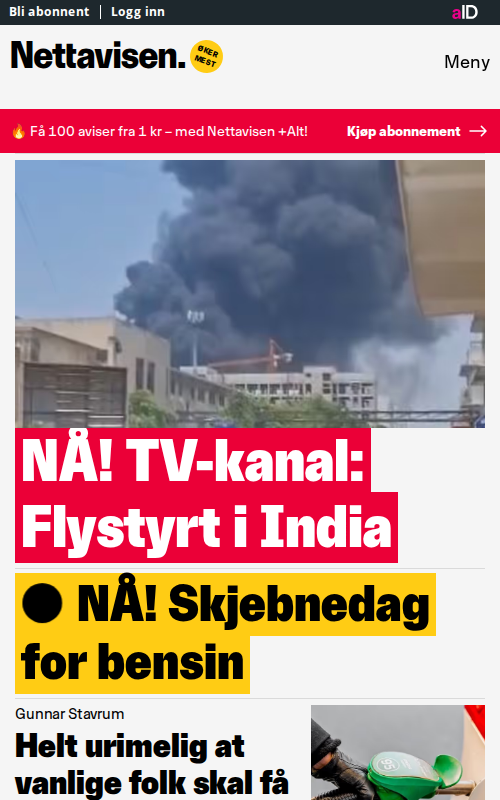 Bli abonnent | Logg inn
aID
Nettavisen.
ØKER
MEST
Meny
🔥 Få 100 aviser fra 1 kr – med Nettavisen +Alt!
Kjøp abonnement →
NÅ! TV-kanal:
Flystyrt i India
● NÅ! Skjebnedag
for bensin
Gunnar Stavrum
Helt urimelig at
vanlige folk skal få
95